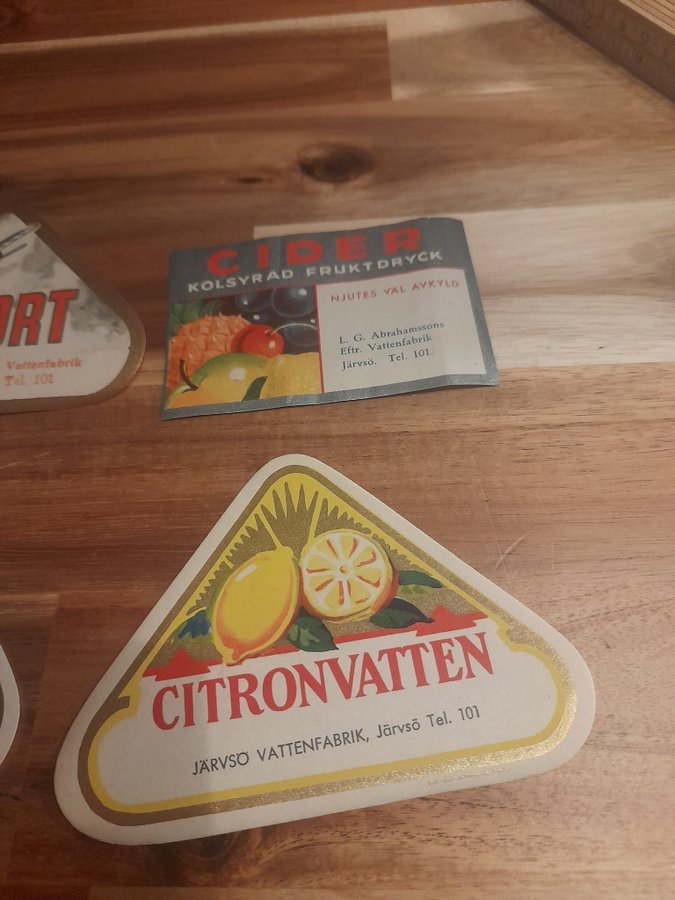 CIDER
KOLSYRAD FRUKTDRYCK
NJUTES VÄL AVKYLD
L. G. Abrahamssons
Eftr. Vattenfabrik
Järvsö. Tel. 101.
ORT
Vattenfabrik
Tel. 101
CITRONVATTEN
JÄRVSÖ VATTENFABRIK, Järvsö Tel. 101